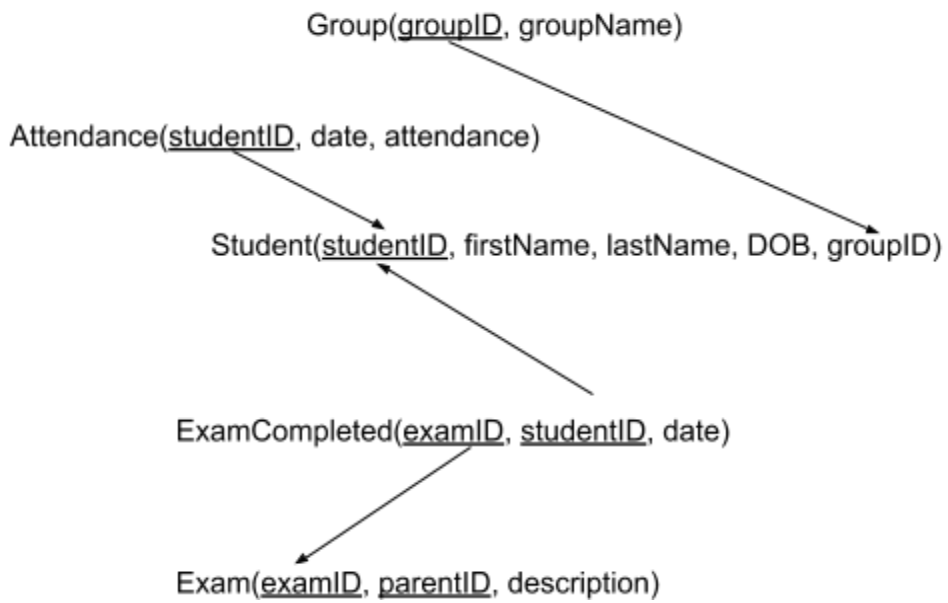 Group(groupID, groupName)
Attendance(studentID, date, attendance)
Student(studentID, firstName, lastName, DOB, groupID)
ExamCompleted(examID, studentID, date)
Exam(examID, parentID, description)